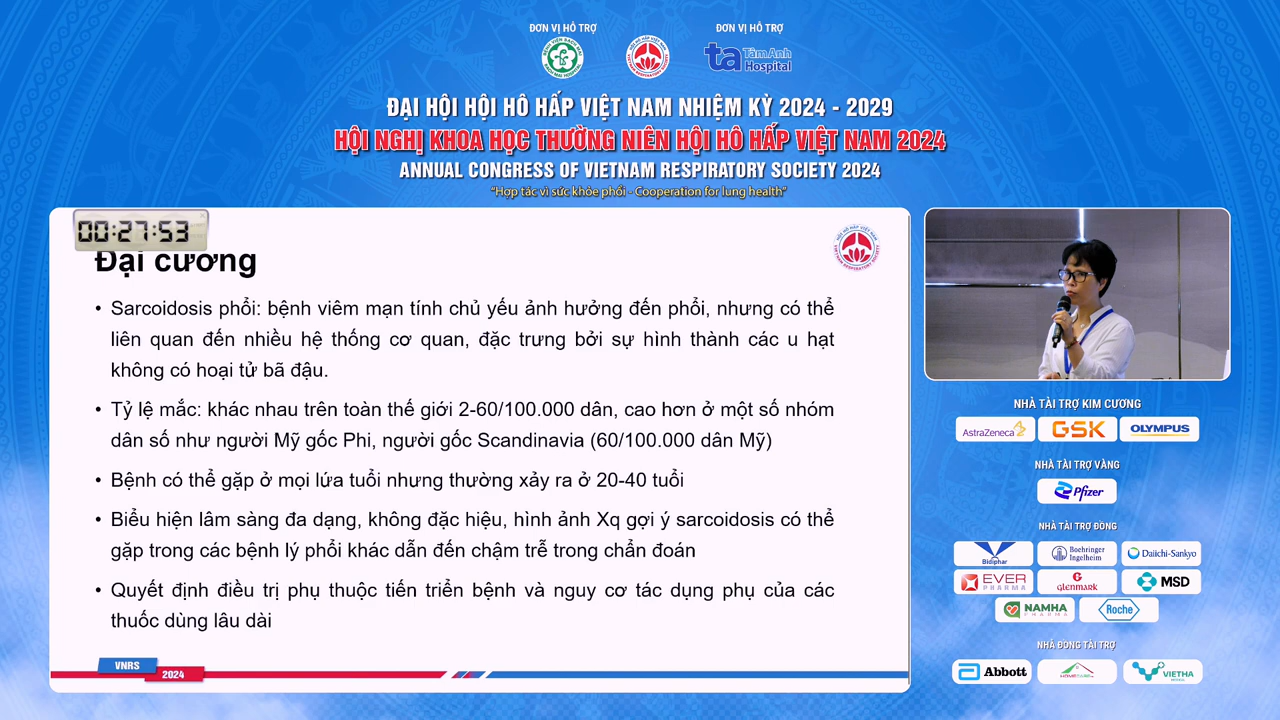 ĐƠN VỊ HỖ TRỢ
ĐƠN VỊ HỖ TRỢ
TâmAnh
Hospital
ĐẠI HỘI HỘI HÔ HẤP VIỆT NAM NHIỆM KỲ 2024 - 2029
HỘI NGHỊ KHOA HỌC THƯỜNG NIÊN HỘI HÔ HẤP VIỆT NAM 2024
ANNUAL CONGRESS OF VIETNAM RESPIRATORY SOCIETY 2024
“Hợp tác vì sức khỏe phổi - Cooperation for lung health”
00:27:53
Đại cương
• Sarcoidosis phổi: bệnh viêm mạn tính chủ yếu ảnh hưởng đến phổi, nhưng có thể
liên quan đến nhiều hệ thống cơ quan, đặc trưng bởi sự hình thành các u hạt
không có hoại tử bã đậu.
• Tỷ lệ mắc: khác nhau trên toàn thế giới 2-60/100.000 dân, cao hơn ở một số nhóm
dân số như người Mỹ gốc Phi, người gốc Scandinavia (60/100.000 dân Mỹ)
• Bệnh có thể gặp ở mọi lứa tuổi nhưng thường xảy ra ở 20-40 tuổi
• Biểu hiện lâm sàng đa dạng, không đặc hiệu, hình ảnh Xq gợi ý sarcoidosis có thể
gặp trong các bệnh lý phổi khác dẫn đến chậm trễ trong chẩn đoán
• Quyết định điều trị phụ thuộc tiến triển bệnh và nguy cơ tác dụng phụ của các
thuốc dùng lâu dài
VNRS
2024
NHÀ TÀI TRỢ KIM CƯƠNG
AstraZeneca GSK OLYMPUS
NHÀ TÀI TRỢ VÀNG
Pfizer
NHÀ TÀI TRỢ ĐỒNG
Bidiphar Boehringer Ingelheim Daiichi-Sankyo
EVER PHARMA Glenmark MSD
NAMHA PHARMA Roche
NHÀ ĐỒNG TÀI TRỢ
Abbott HOMECARE VIETHA